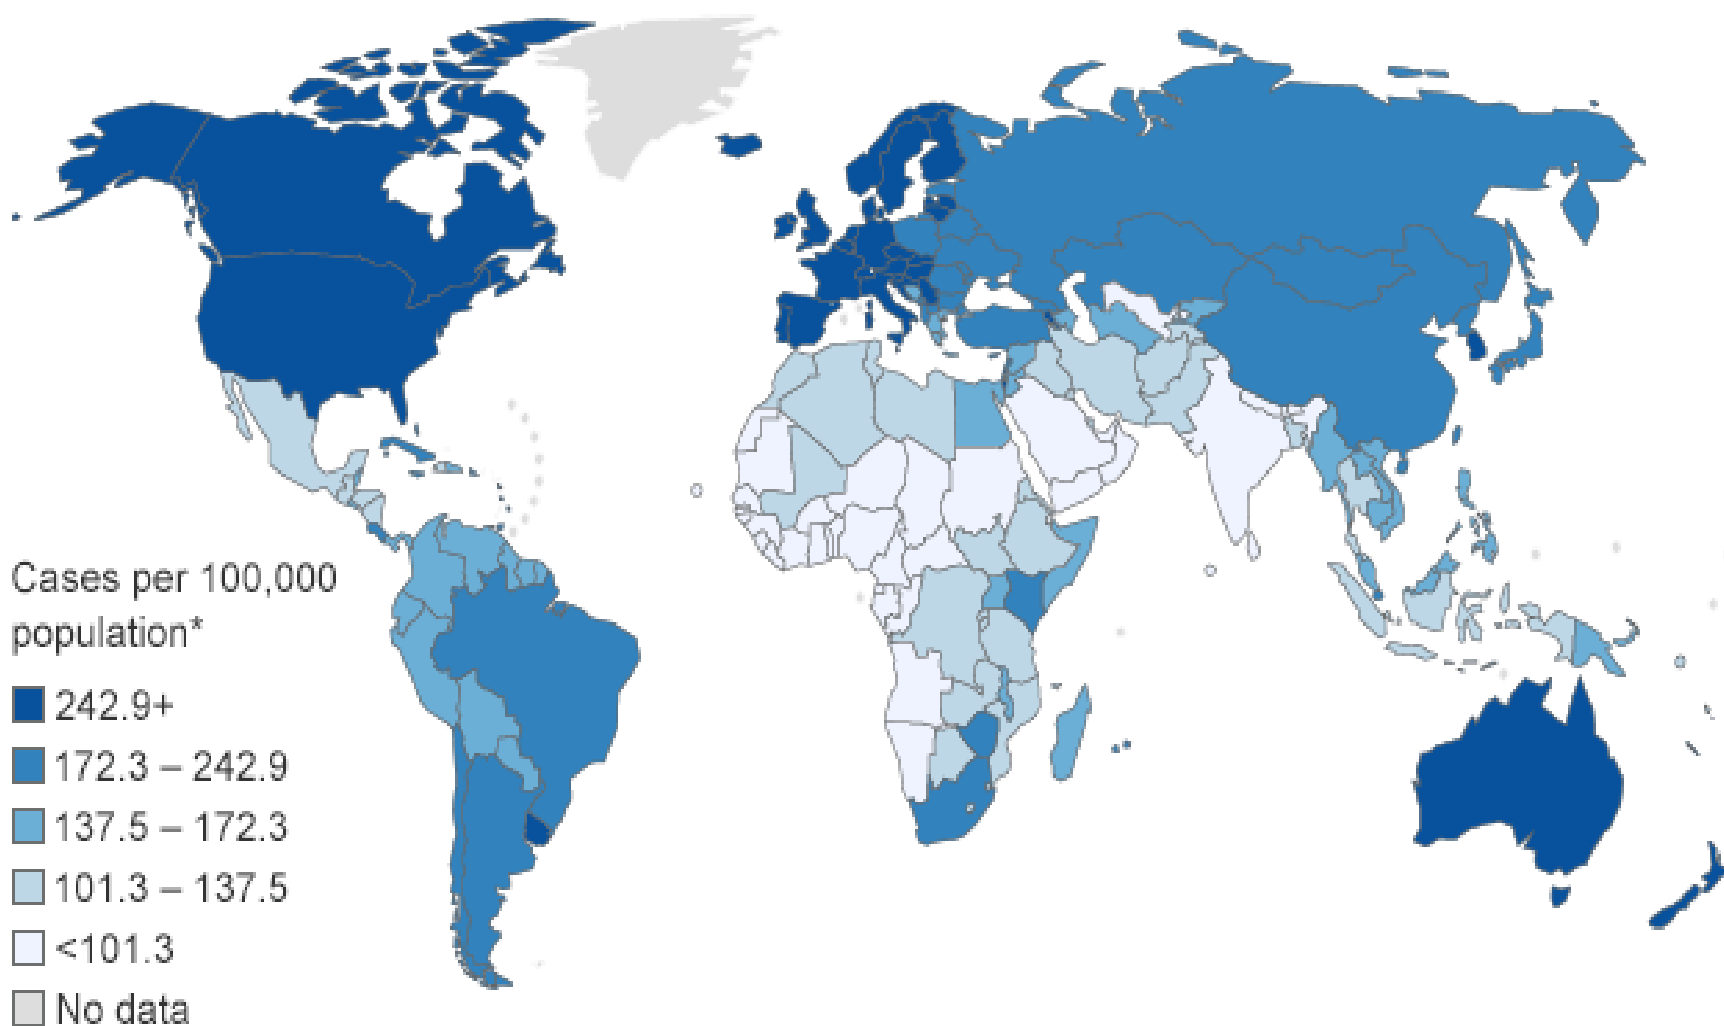 Cases per 100,000
population*
242.9+
172.3 – 242.9
137.5 – 172.3
101.3 – 137.5
<101.3
No data